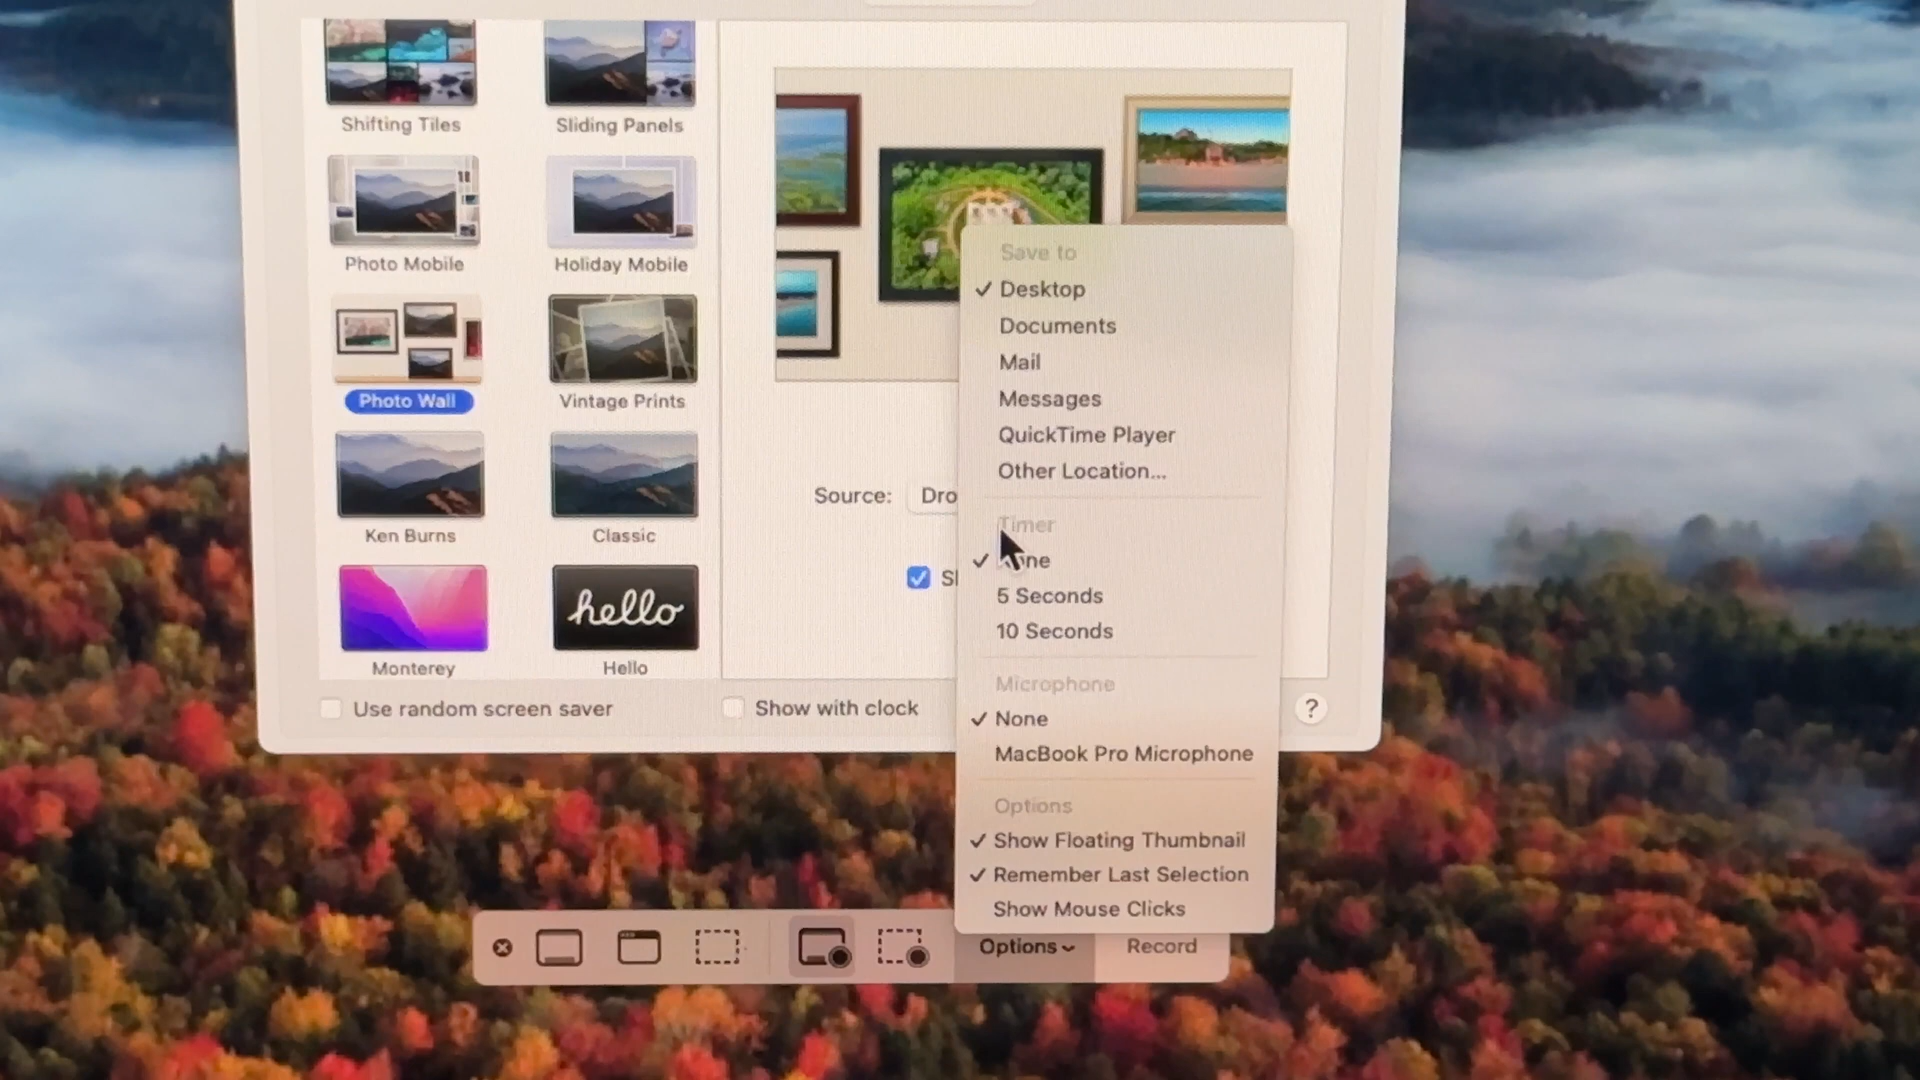 Shifting Tiles
Sliding Panels
Photo Mobile
Holiday Mobile
Photo Wall
Vintage Prints
Ken Burns
Classic
hello
Monterey
Hello
Use random screen saver
Show with clock
?
Source: Dro
Save to
✓ Desktop
Documents
Mail
Messages
QuickTime Player
Other Location...
Timer
5 Seconds
10 Seconds
Microphone
✓ None
MacBook Pro Microphone
Options
✓ Show Floating Thumbnail
✓ Remember Last Selection
Show Mouse Clicks
Options
Record